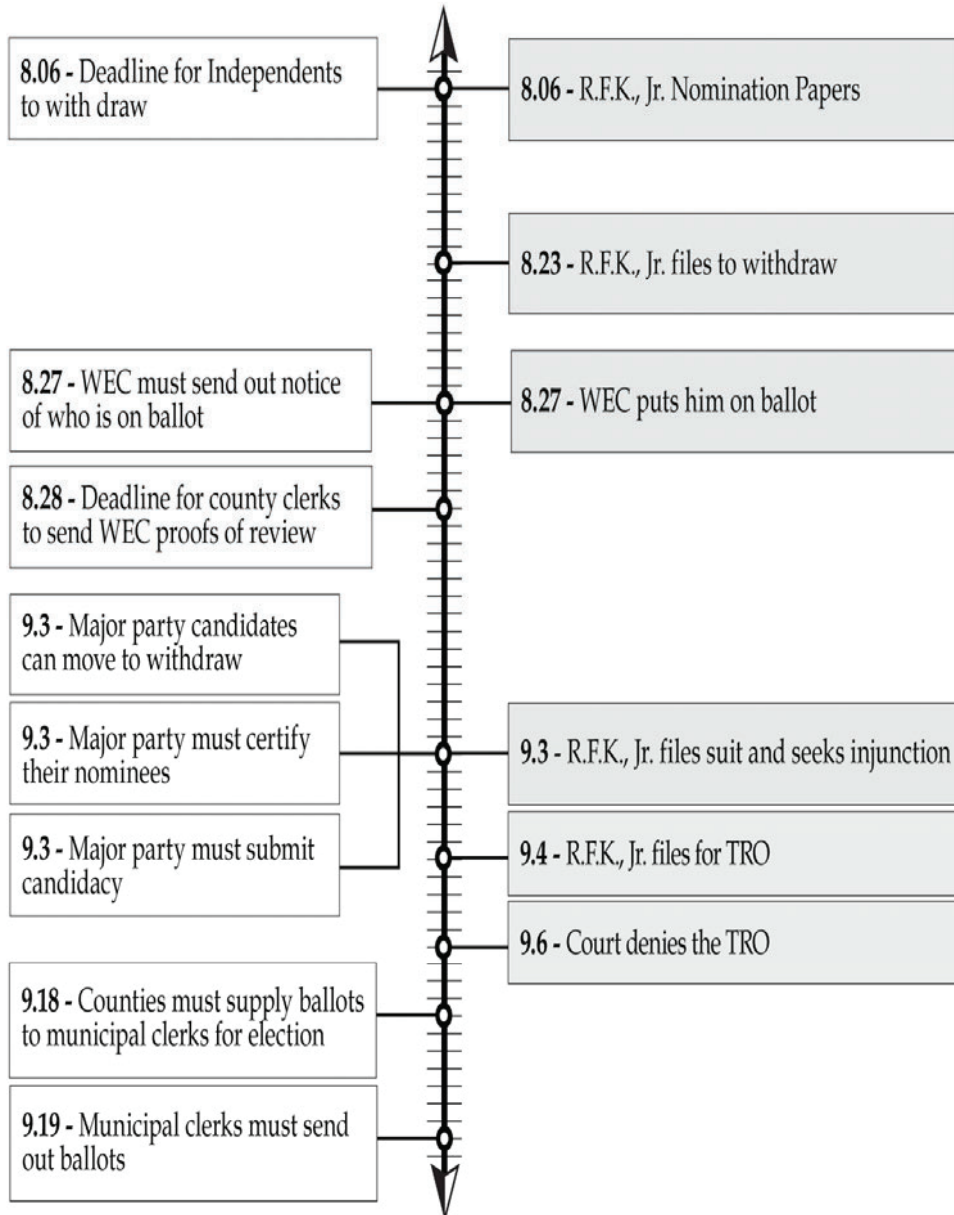 8.06 - Deadline for Independents
to with draw
8.06 - R.F.K., Jr. Nomination Papers
8.23 - R.F.K., Jr. files to withdraw
8.27 - WEC must send out notice
of who is on ballot
8.27 - WEC puts him on ballot
8.28 - Deadline for county clerks
to send WEC proofs of review
9.3 - Major party candidates
can move to withdraw
9.3 - Major party must certify
their nominees
9.3 - Major party must submit
candidacy
9.3 - R.F.K., Jr. files suit and seeks injunction
9.4 - R.F.K., Jr. files for TRO
9.6 - Court denies the TRO
9.18 - Counties must supply ballots
to municipal clerks for election
9.19 - Municipal clerks must send
out ballots